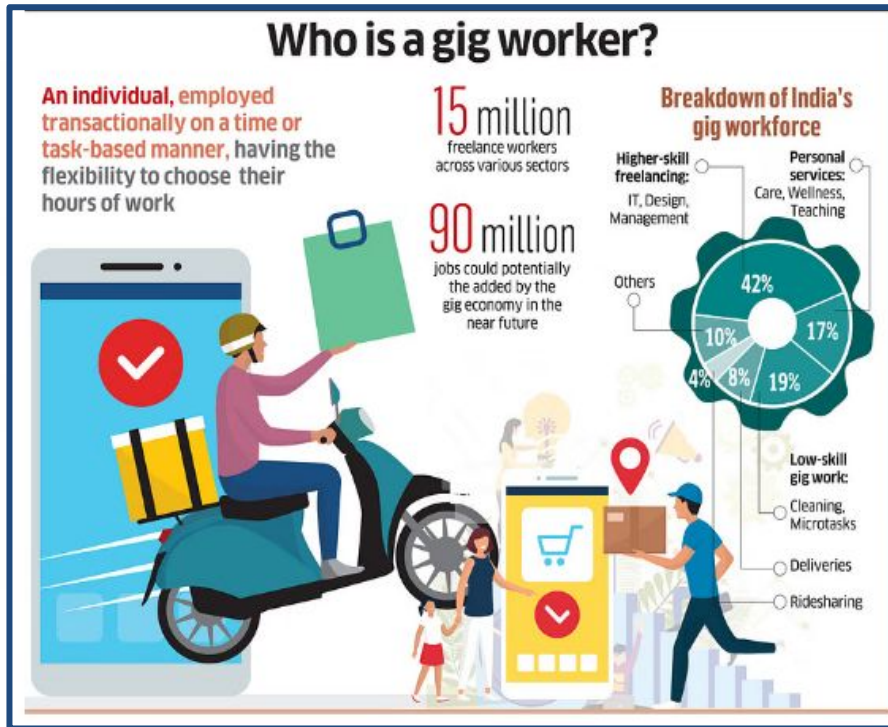 Who is a gig worker?
An individual, employed
transactionally on a time or
task-based manner, having the
flexibility to choose their
hours of work
15 million
freelance workers
across various sectors
90 million
jobs could potentially
the added by the
gig economy in the
near future
Breakdown of India's
gig workforce
Higher-skill
freelancing:
IT, Design,
Management
Personal
services:
Care, Wellness,
Teaching
Others
42%
17%
10%
4%
8%
19%
Low-skill
gig work:
Cleaning,
Microtasks
Deliveries
Ridesharing